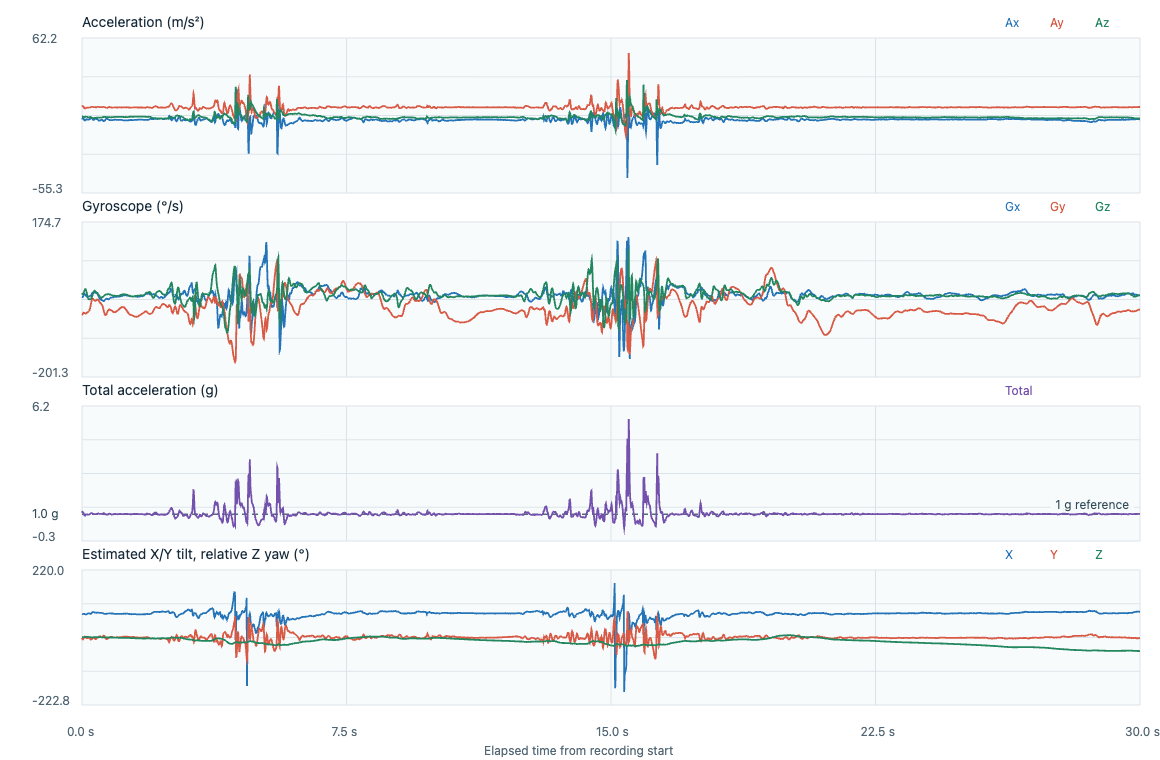 Acceleration (m/s²) Ax Ay Az
62.2
-55.3
Gyroscope (°/s) Gx Gy Gz
174.7
-201.3
Total acceleration (g) Total
6.2
1 g reference
1.0 g
-0.3
Estimated X/Y tilt, relative Z yaw (°) X Y Z
220.0
-222.8
0.0 s 7.5 s 15.0 s 22.5 s 30.0 s
Elapsed time from recording start